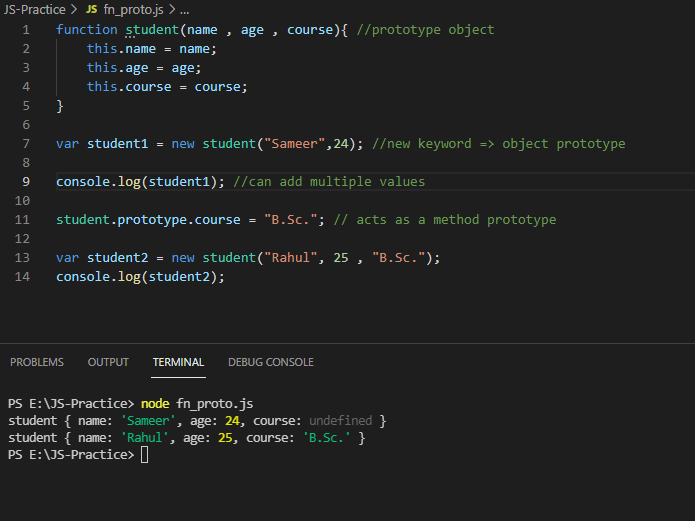 JS-Practice > JS fn_proto.js > ...
1 function student(name , age , course){ //prototype object
2     this.name = name;
3     this.age = age;
4     this.course = course;
5 }
6
7 var student1 = new student("Sameer",24); //new keyword => object prototype
8
9 console.log(student1); //can add multiple values
10
11 student.prototype.course = "B.Sc."; // acts as a method prototype
12
13 var student2 = new student("Rahul", 25 , "B.Sc.");
14 console.log(student2);
PROBLEMS OUTPUT TERMINAL DEBUG CONSOLE
PS E:\JS-Practice> node fn_proto.js
student { name: 'Sameer', age: 24, course: undefined }
student { name: 'Rahul', age: 25, course: 'B.Sc.' }
PS E:\JS-Practice>